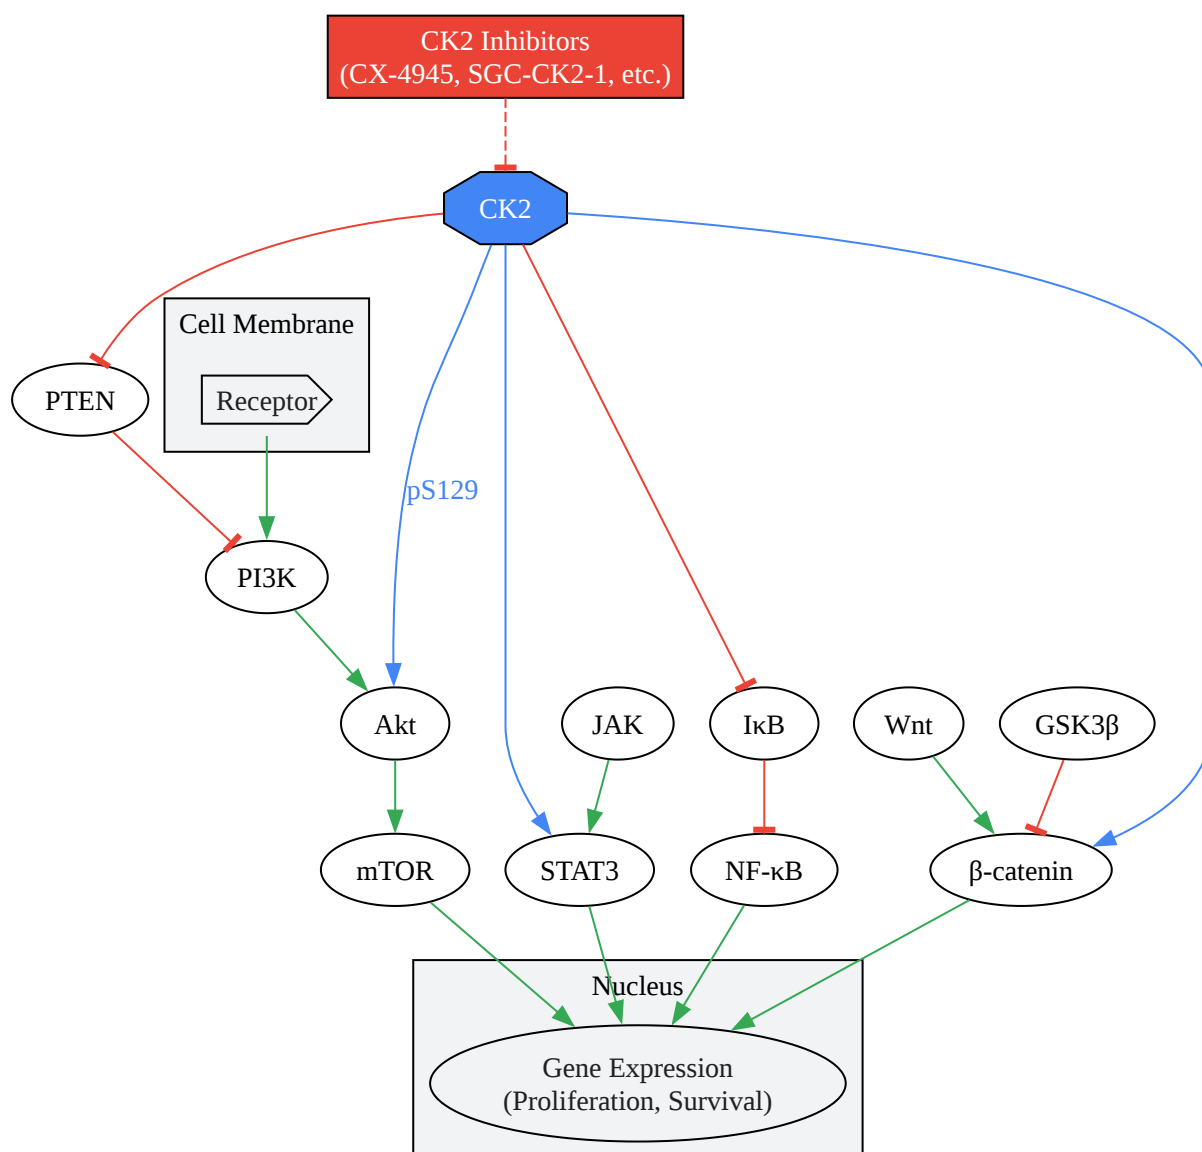 CK2 Inhibitors
(CX-4945, SGC-CK2-1, etc.)
CK2
Cell Membrane
PTEN
Receptor
pS129
PI3K
Akt
JAK
IκB
Wnt
GSK3β
mTOR
STAT3
NF-κB
β-catenin
Nucleus
Gene Expression
(Proliferation, Survival)